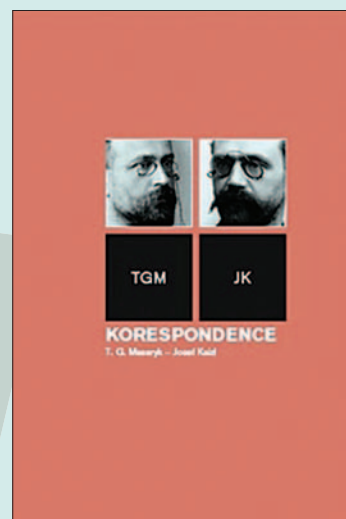 TGM JK
KORESPONDENCE
T. G. Masaryk – Josef Kaizl